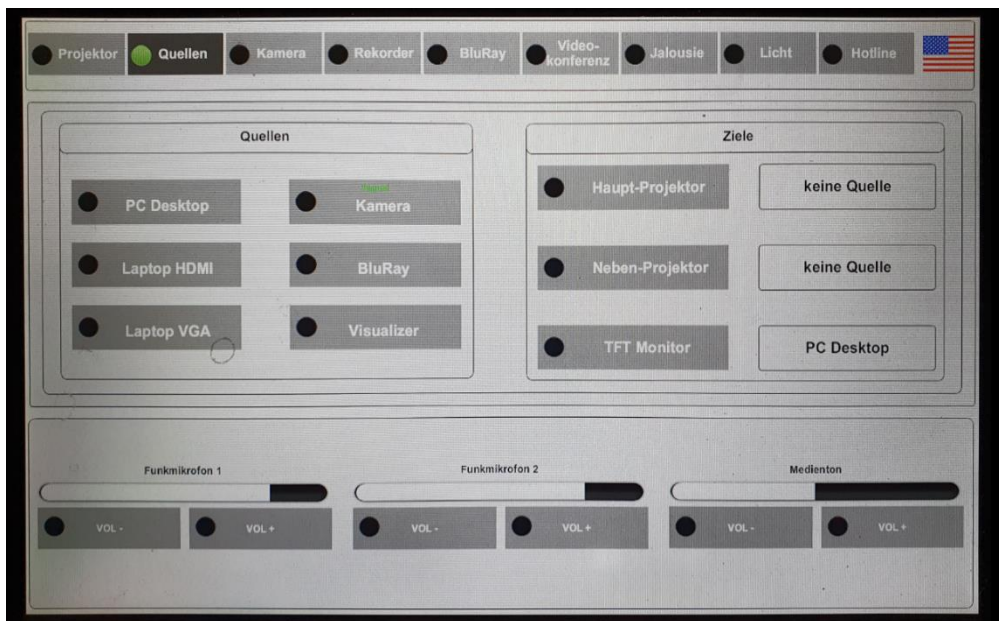 Projektor
Quellen
Kamera
Rekorder
BluRay
Video-
konferenz
Jalousie
Licht
Hotline
Quellen
PC Desktop
Kamera
Laptop HDMI
BluRay
Laptop VGA
Visualizer
Ziele
Haupt-Projektor
keine Quelle
Neben-Projektor
keine Quelle
TFT Monitor
PC Desktop
Funkmikrofon 1
VOL -
VOL +
Funkmikrofon 2
VOL -
VOL +
Medienton
VOL -
VOL +